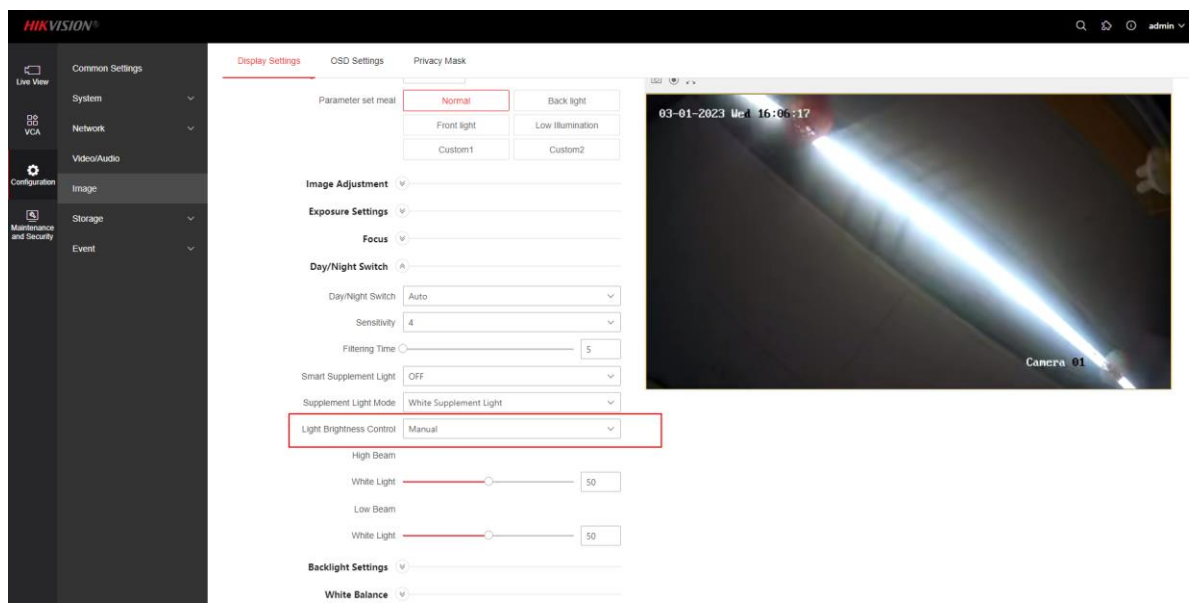 HIKVISION®
admin
Live View
VCA
Configuration
Maintenance
and Security
Common Settings
System
Network
Video/Audio
Image
Storage
Event
Display Settings OSD Settings Privacy Mask
Parameter set meal Normal Back light
Front light Low Illumination
Custom1 Custom2
Image Adjustment
Exposure Settings
Focus
Day/Night Switch
Day/Night Switch Auto
Sensitivity 4
Filtering Time 5
Smart Supplement Light OFF
Supplement Light Mode White Supplement Light
Light Brightness Control Manual
High Beam
White Light 50
Low Beam
White Light 50
Backlight Settings
White Balance
03-01-2023 Wed 16:06:17
Camera 01